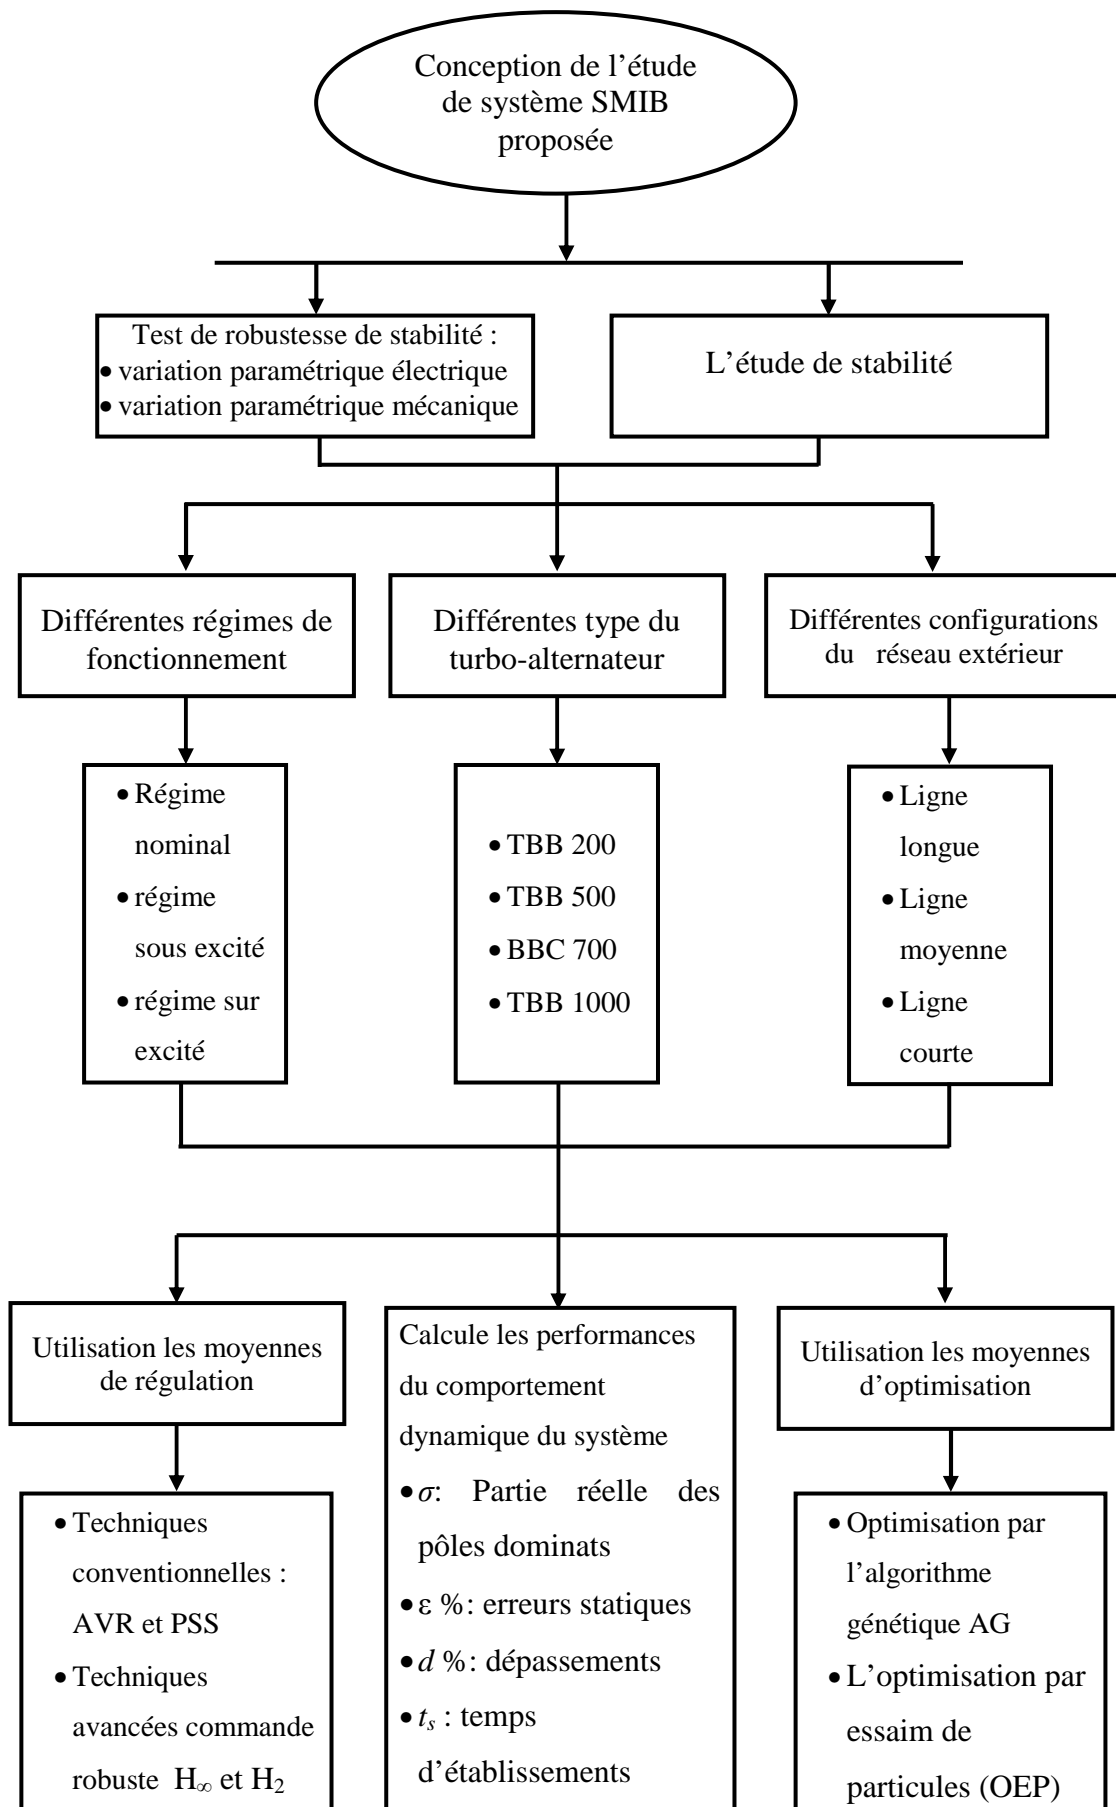 Conception de l’étude
de système SMIB
proposée
Test de robustesse de stabilité :
• variation paramétrique électrique
• variation paramétrique mécanique
L’étude de stabilité
Différentes régimes de
fonctionnement
Différentes type du
turbo-alternateur
Différentes configurations
du réseau extérieur
• Régime
nominal
• régime
sous excité
• régime sur
excité
• TBB 200
• TBB 500
• BBC 700
• TBB 1000
• Ligne
longue
• Ligne
moyenne
• Ligne
courte
Utilisation les moyennes
de régulation
Calcule les performances
du comportement
dynamique du système
• σ: Partie réelle des
pôles dominats
• ε %: erreurs statiques
• d %: dépassements
• tₛ : temps
d’établissements
Utilisation les moyennes
d’optimisation
• Techniques
conventionnelles :
AVR et PSS
• Techniques
avancées commande
robuste H∞ et H₂
• Optimisation par
l’algorithme
génétique AG
• L’optimisation par
essaim de
particules (OEP)